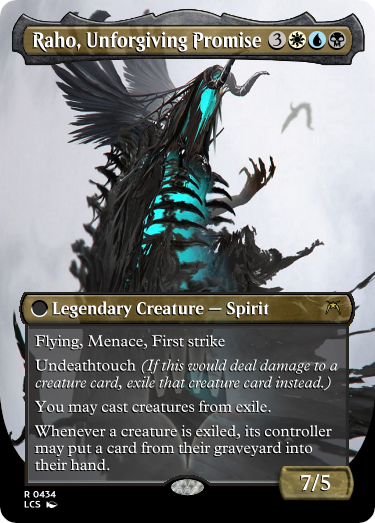 Raho, Unforgiving Promise 3
Legendary Creature — Spirit
Flying, Menace, First strike
Undeathtouch (If this would deal damage to a
creature card, exile that creature card instead.)
You may cast creatures from exile.
Whenever a creature is exiled, its controller
may put a card from their graveyard into
their hand.
7/5
R 0434
LCS